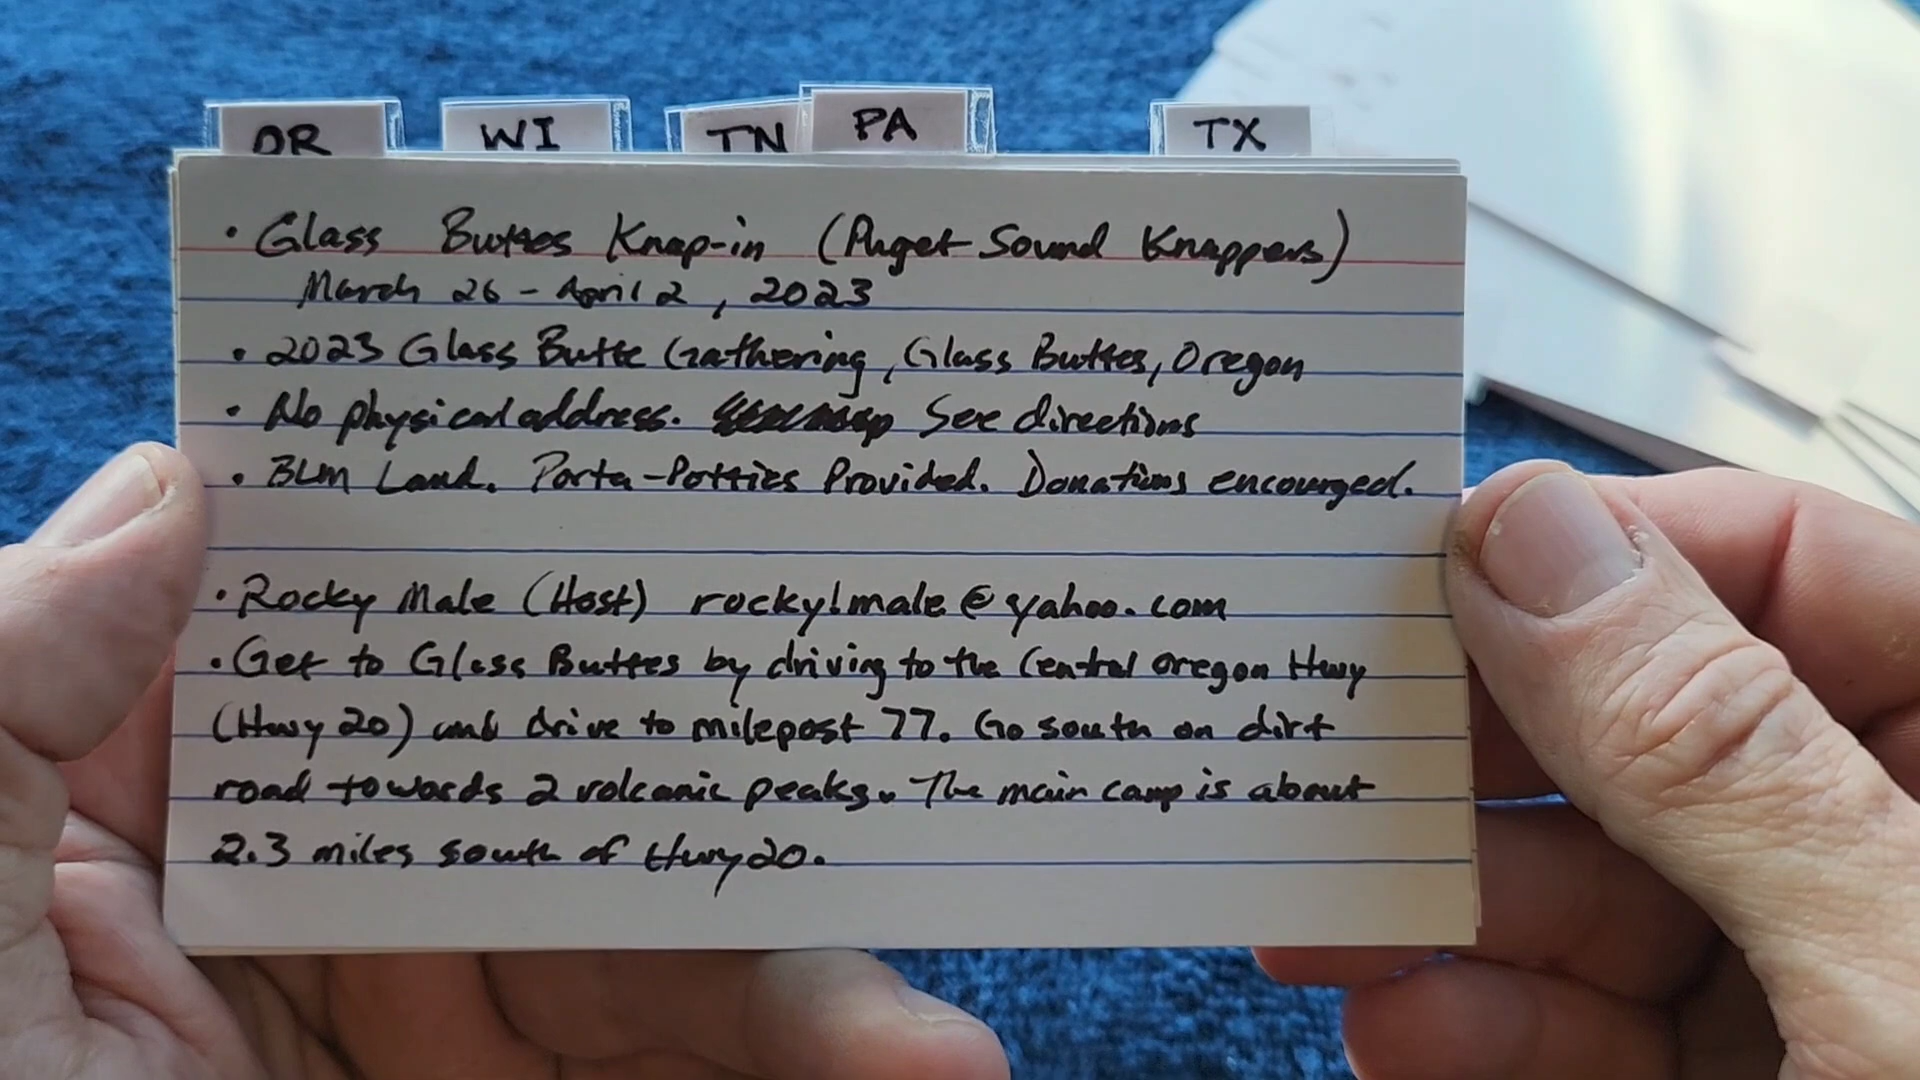 OR WI TN PA TX
• Glass Buttes Knap-in (Puget Sound Knappers)
March 26 - April 2, 2023
• 2023 Glass Butte Gathering, Glass Buttes, Oregon
• No physical address. See directions
• BLM Land. Porta-Potties Provided. Donations encouraged.
• Rocky Male (Host) rocky!male@yahoo.com
• Get to Glass Buttes by driving to the Central Oregon Hwy
(Hwy 20) and drive to milepost 77. Go south on dirt
road towards 2 volcanic peaks. The main camp is about
2.3 miles south of Hwy 20.